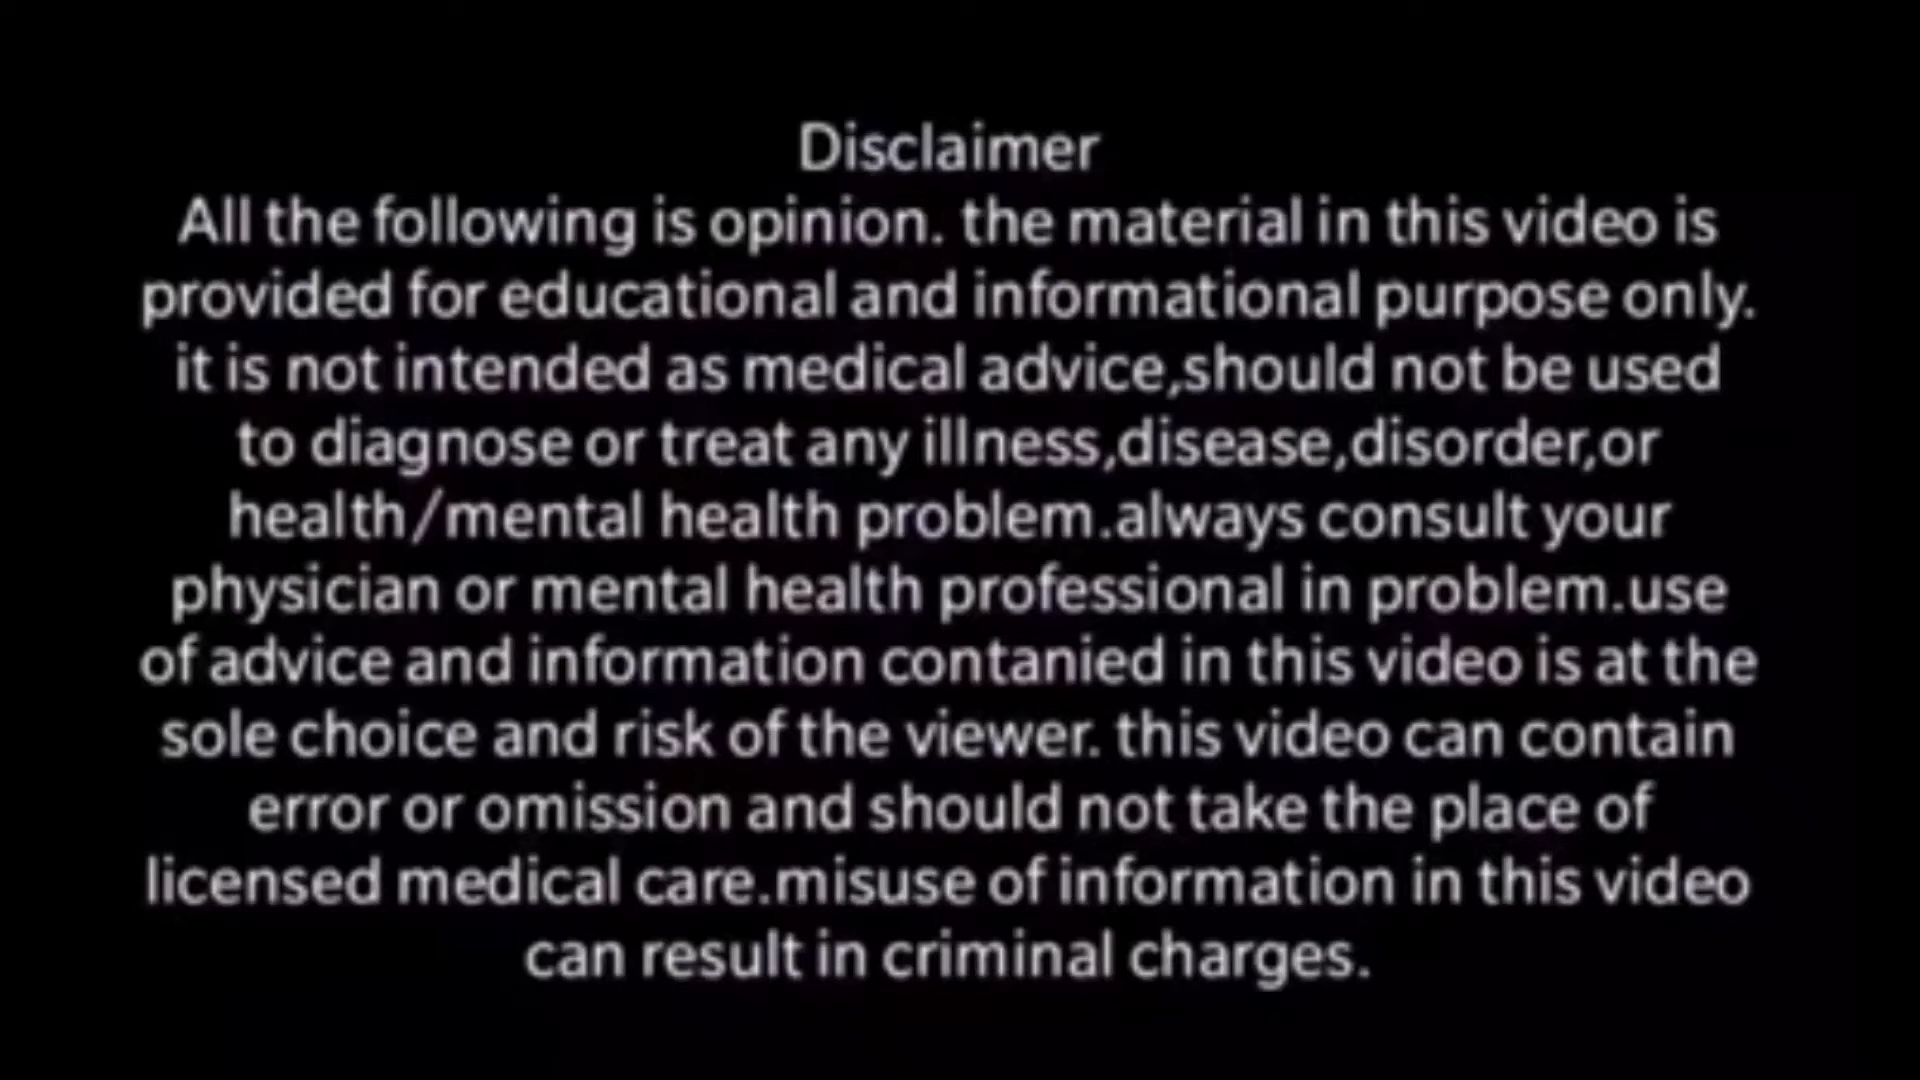 Disclaimer
All the following is opinion. the material in this video is
provided for educational and informational purpose only.
it is not intended as medical advice,should not be used
to diagnose or treat any illness,disease,disorder,or
health/mental health problem.always consult your
physician or mental health professional in problem.use
of advice and information contanied in this video is at the
sole choice and risk of the viewer. this video can contain
error or omission and should not take the place of
licensed medical care.misuse of information in this video
can result in criminal charges.